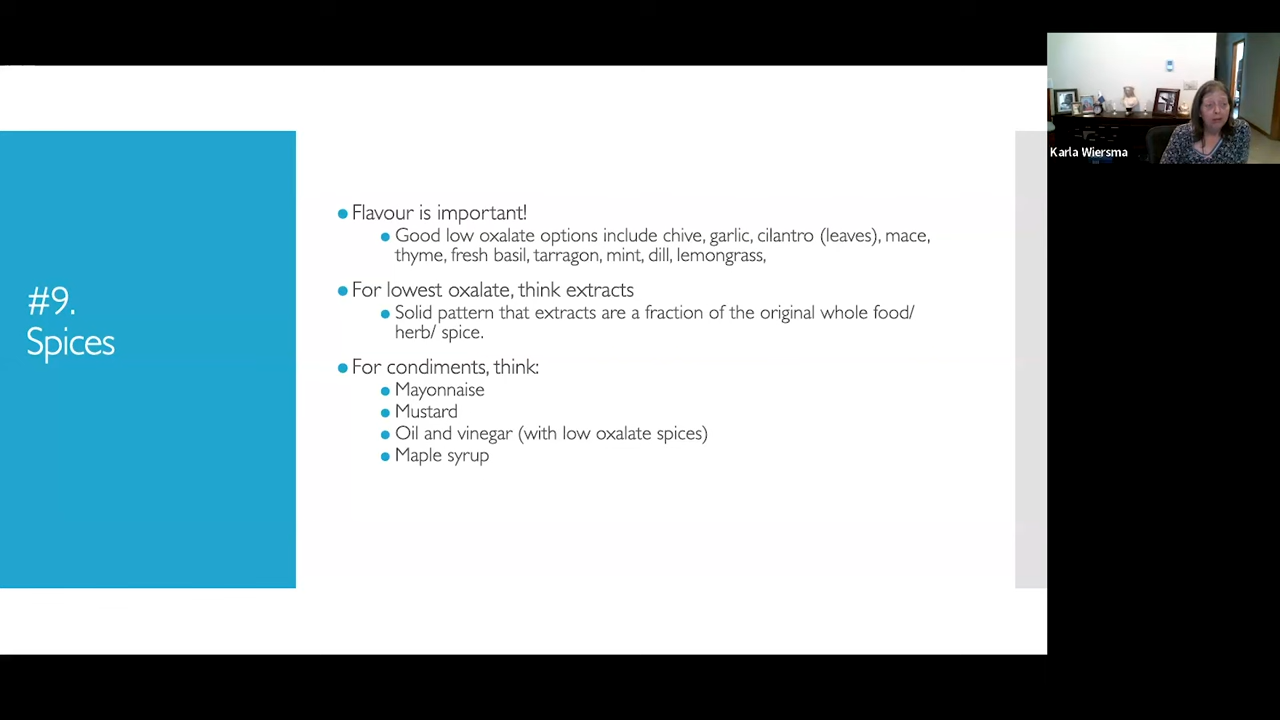 #9.
Spices
Flavour is important!
Good low oxalate options include chive, garlic, cilantro (leaves), mace,
thyme, fresh basil, tarragon, mint, dill, lemongrass,
For lowest oxalate, think extracts
Solid pattern that extracts are a fraction of the original whole food/
herb/ spice.
For condiments, think:
Mayonnaise
Mustard
Oil and vinegar (with low oxalate spices)
Maple syrup
Karla Wiersma